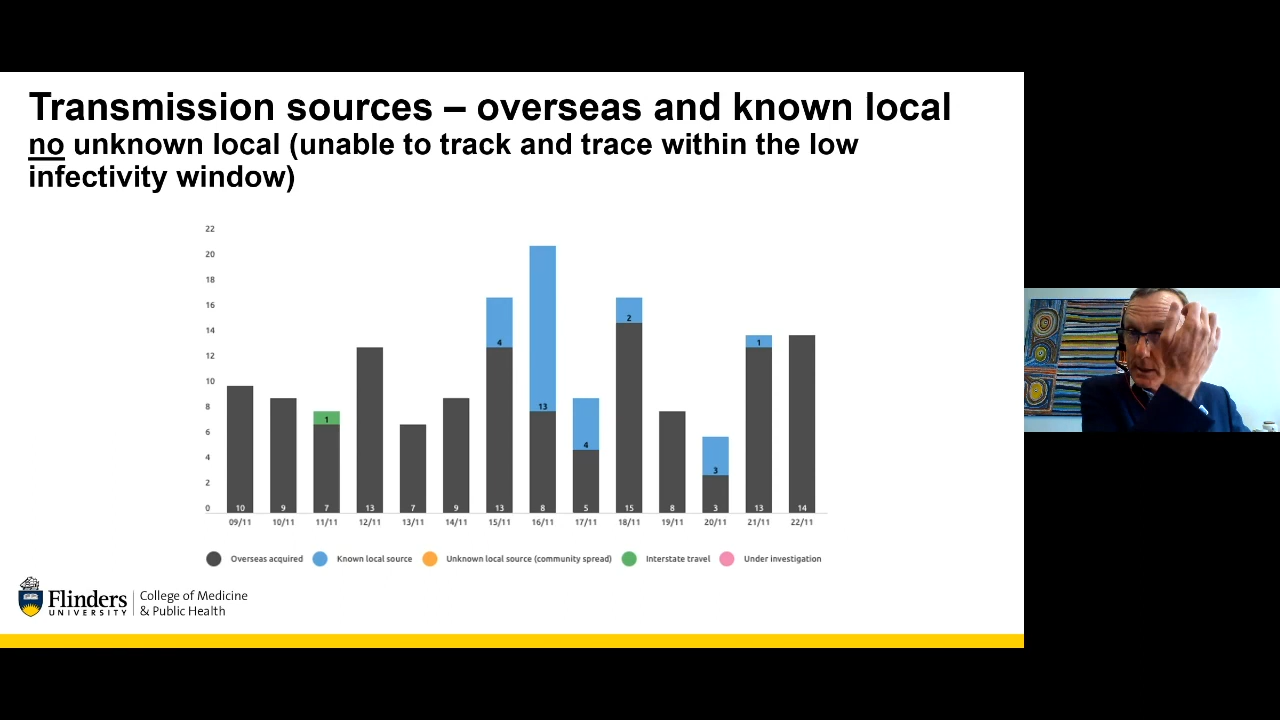 Transmission sources – overseas and known local
no unknown local (unable to track and trace within the low
infectivity window)
22
20
18
16
14
12
10
8
6
4
2
0
1
4
13
4
2
3
1
10 9 7 13 7 9 13 8 5 15 8 3 13 14
09/11 10/11 11/11 12/11 13/11 14/11 15/11 16/11 17/11 18/11 19/11 20/11 21/11 22/11
Overseas acquired Known local source Unknown local source (community spread) Interstate travel Under investigation
Flinders
UNIVERSITY
College of Medicine
& Public Health